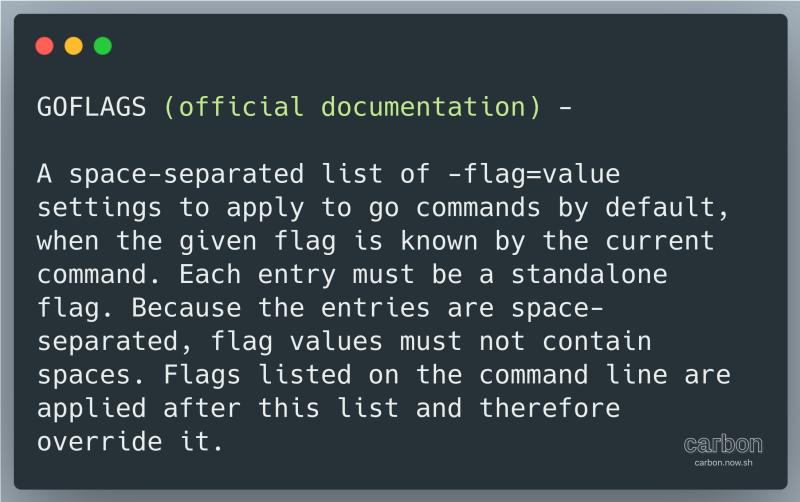 GOFLAGS (official documentation) -
A space-separated list of -flag=value
settings to apply to go commands by default,
when the given flag is known by the current
command. Each entry must be a standalone
flag. Because the entries are space-
separated, flag values must not contain
spaces. Flags listed on the command line are
applied after this list and therefore
override it.
carbon
carbon.now.sh